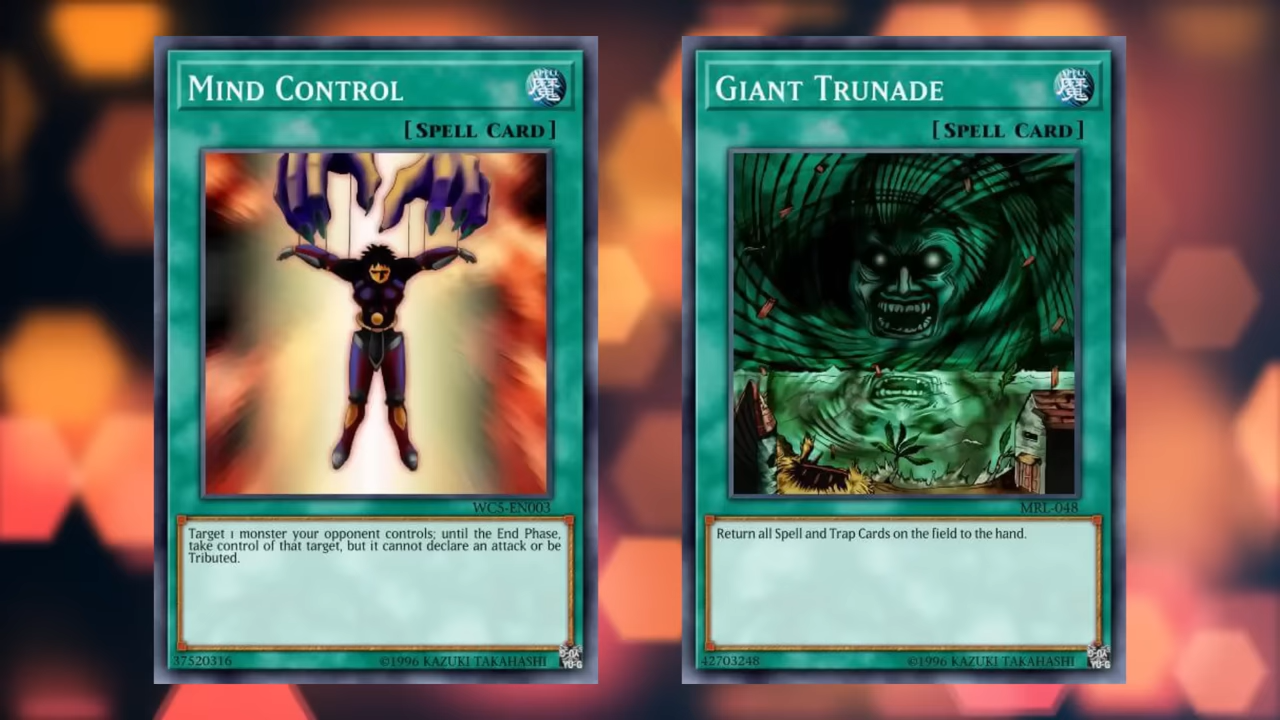 MIND CONTROL
魔
[SPELL CARD]
WC5-EN003
Target 1 monster your opponent controls; until the End Phase,
take control of that target, but it cannot declare an attack or be
Tributed.
37520316 ©1996 KAZUKI TAKAHASHI
GIANT TRUNADE
魔
[SPELL CARD]
MRL-048
Return all Spell and Trap Cards on the field to the hand.
42703248 ©1996 KAZUKI TAKAHASHI